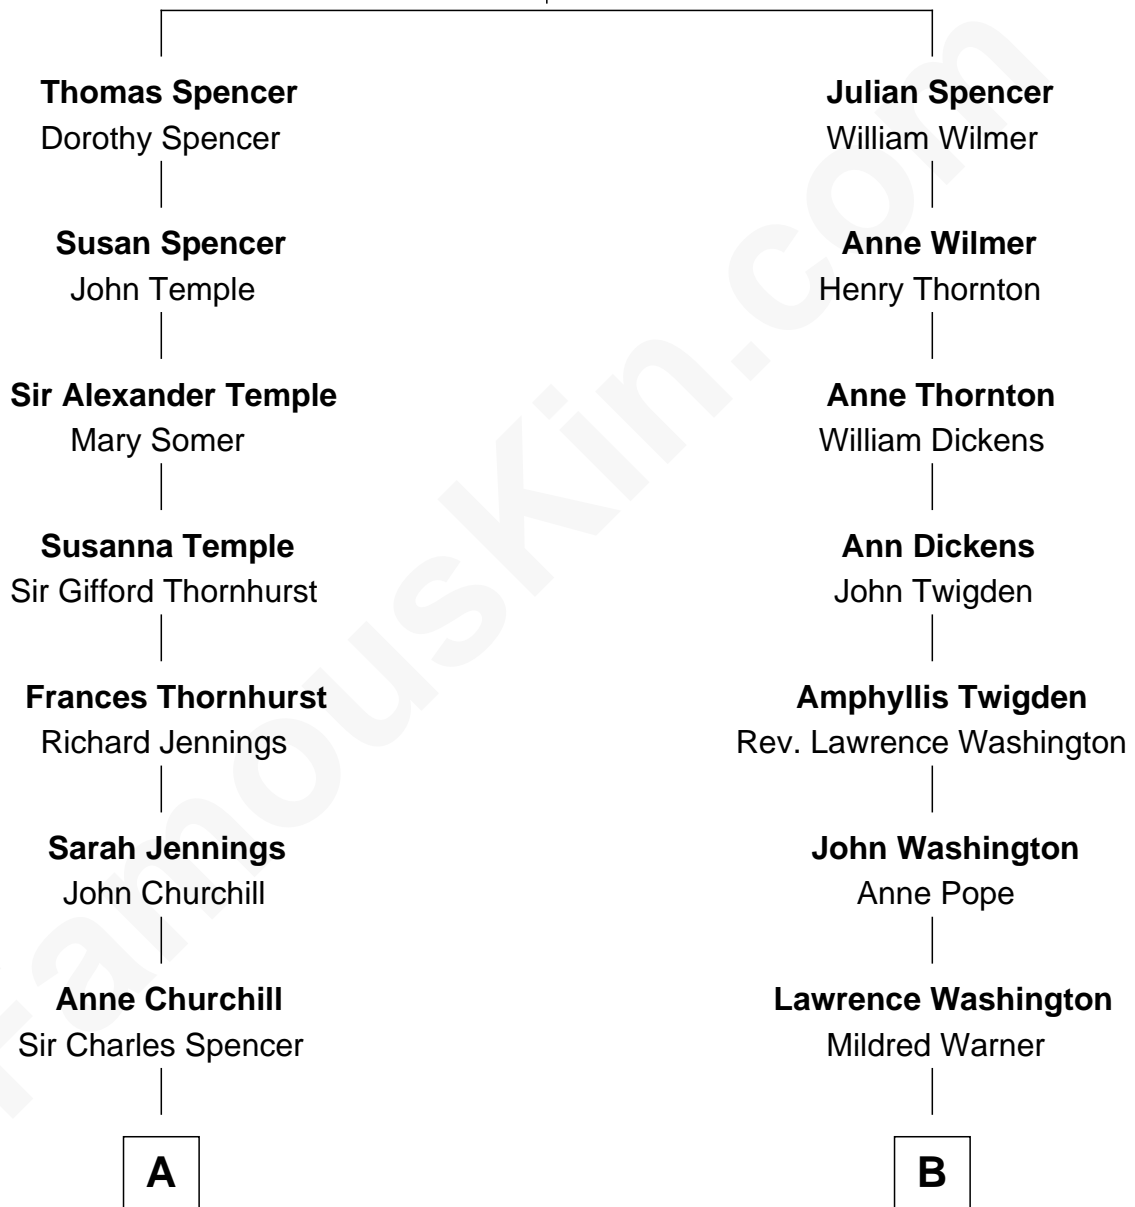 Thomas Spencer
Dorothy Spencer
Susan Spencer
John Temple
Sir Alexander Temple
Mary Somer
Susanna Temple
Sir Gifford Thornhurst
Frances Thornhurst
Richard Jennings
Sarah Jennings
John Churchill
Anne Churchill
Sir Charles Spencer
A
Julian Spencer
William Wilmer
Anne Wilmer
Henry Thornton
Anne Thornton
William Dickens
Ann Dickens
John Twigden
Amphyllis Twigden
Rev. Lawrence Washington
John Washington
Anne Pope
Lawrence Washington
Mildred Warner
B
FamousKin.com